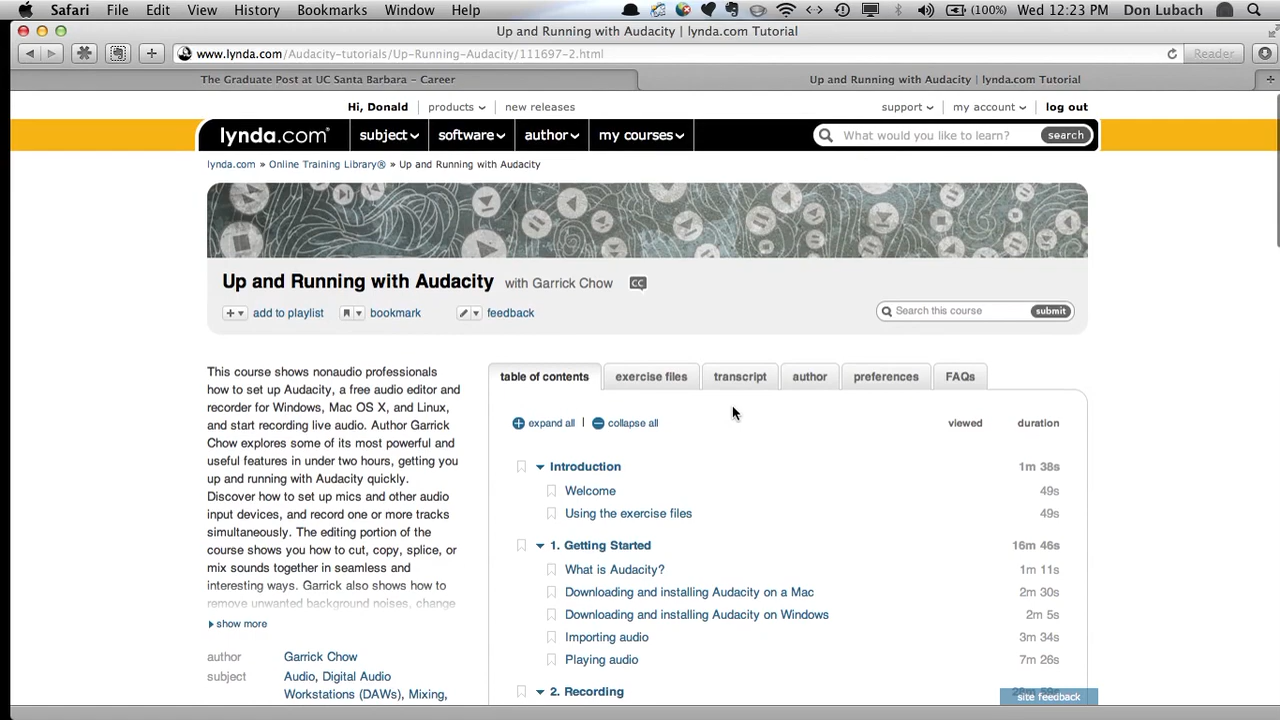 Safari File Edit View History Bookmarks Window Help (100%) Wed 12:23 PM Don Lubach
Up and Running with Audacity | lynda.com Tutorial
www.lynda.com/Audacity-tutorials/Up-Running-Audacity/111697-2.html Reader
The Graduate Post at UC Santa Barbara – Career Up and Running with Audacity | lynda.com Tutorial
Hi, Donald products new releases support my account log out
lynda.com® subject software author my courses What would you like to learn? search
lynda.com » Online Training Library® » Up and Running with Audacity
Up and Running with Audacity with Garrick Chow CC
add to playlist bookmark feedback Search this course submit
table of contents exercise files transcript author preferences FAQs
This course shows nonaudio professionals
how to set up Audacity, a free audio editor and
recorder for Windows, Mac OS X, and Linux,
and start recording live audio. Author Garrick
Chow explores some of its most powerful and
useful features in under two hours, getting you
up and running with Audacity quickly.
Discover how to set up mics and other audio
input devices, and record one or more tracks
simultaneously. The editing portion of the
course shows you how to cut, copy, splice, or
mix sounds together in seamless and
interesting ways. Garrick also shows how to
remove unwanted background noises, change
show more
author Garrick Chow
subject Audio, Digital Audio
Workstations (DAWs), Mixing,
expand all | collapse all viewed duration
Introduction 1m 38s
Welcome 49s
Using the exercise files 49s
1. Getting Started 16m 46s
What is Audacity? 1m 11s
Downloading and installing Audacity on a Mac 2m 30s
Downloading and installing Audacity on Windows 2m 5s
Importing audio 3m 34s
Playing audio 7m 26s
2. Recording
site feedback